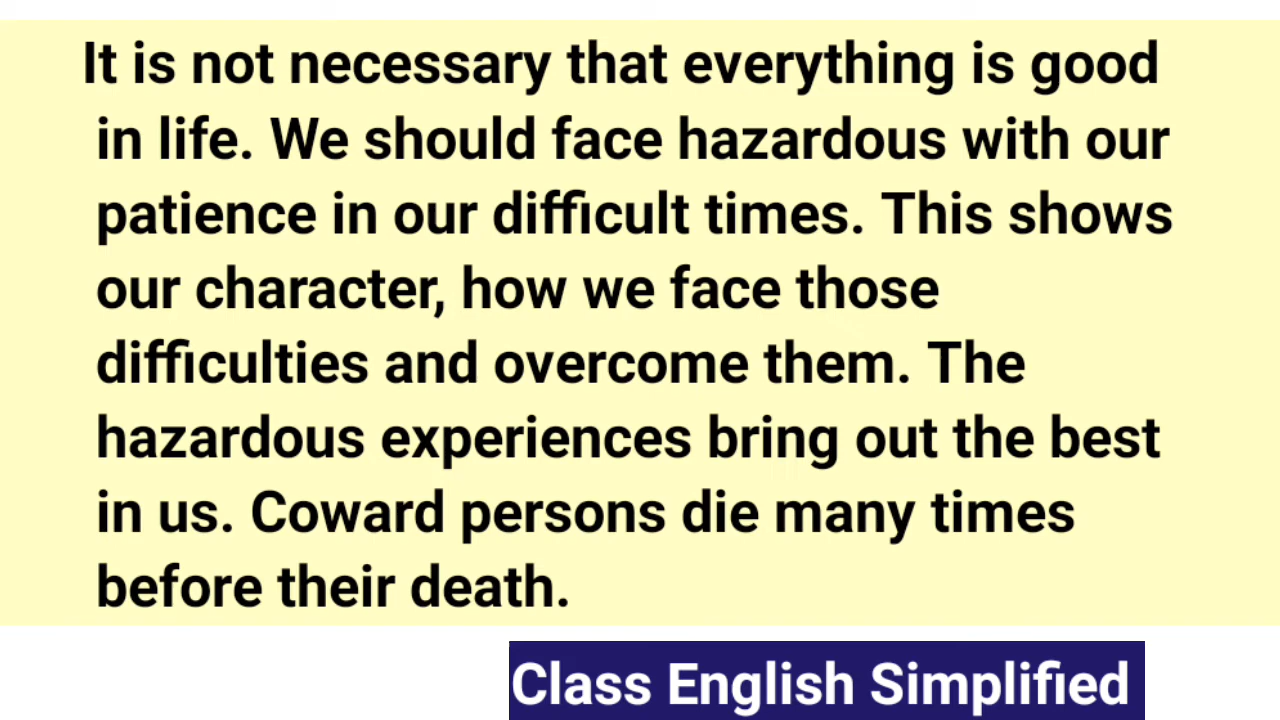 It is not necessary that everything is good
in life. We should face hazardous with our
patience in our difficult times. This shows
our character, how we face those
difficulties and overcome them. The
hazardous experiences bring out the best
in us. Coward persons die many times
before their death.
Class English Simplified